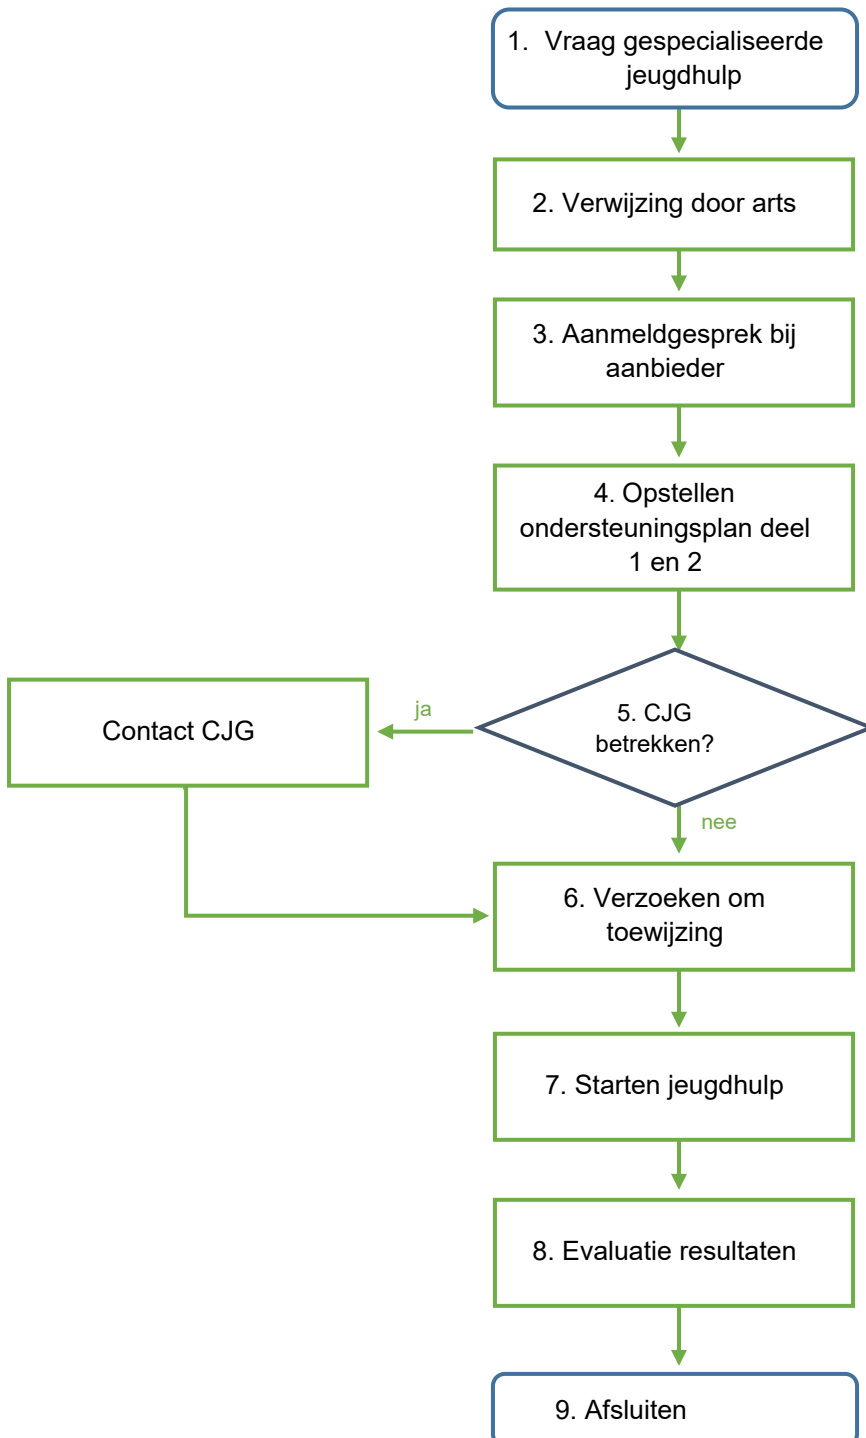 1. Vraag gespecialiseerde
jeugdhulp
2. Verwijzing door arts
3. Aanmeldgesprek bij
aanbieder
4. Opstellen
ondersteuningsplan deel
1 en 2
5. CJG
betrekken?
ja
Contact CJG
nee
6. Verzoeken om
toewijzing
7. Starten jeugdhulp
8. Evaluatie resultaten
9. Afsluiten